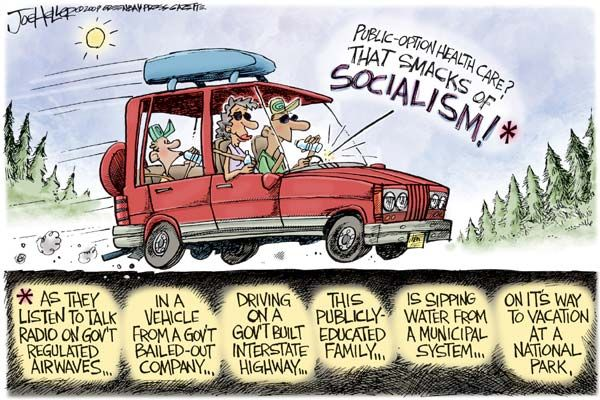 JOE HELLER ©2009 GREEN BAY PRESS-GAZETTE
PUBLIC-OPTION HEALTH CARE?
THAT SMACKS OF
SOCIALISM!*
* AS THEY
LISTEN TO TALK
RADIO ON GOV'T
REGULATED
AIRWAVES...
IN A
VEHICLE
FROM A GOV'T
BAILED-OUT
COMPANY...
DRIVING
ON A
GOV'T BUILT
INTERSTATE
HIGHWAY...
THIS
PUBLICLY-
EDUCATED
FAMILY...
IS SIPPING
WATER FROM
A MUNICIPAL
SYSTEM...
ON IT'S WAY
TO VACATION
AT A
NATIONAL
PARK.